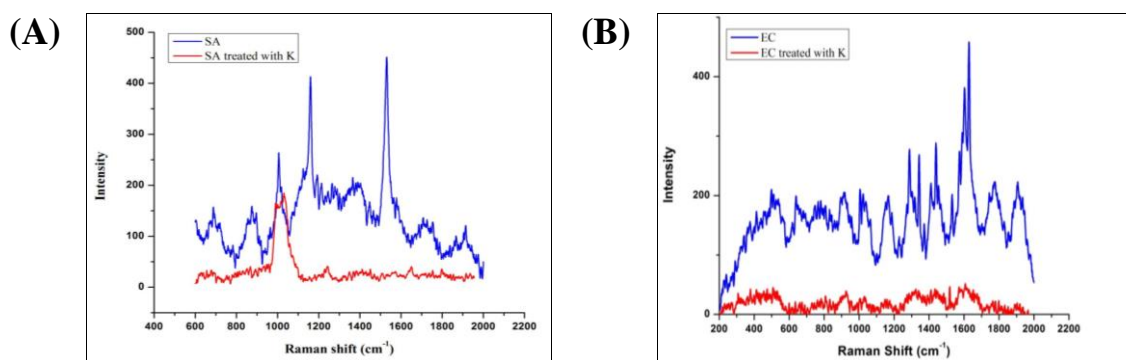 (A)
SA
SA treated with K
Intensity
500
400
300
200
100
0
400 600 800 1000 1200 1400 1600 1800 2000 2200
Raman shift (cm⁻¹)
(B)
EC
EC treated with K
Intensity
400
200
0
200 400 600 800 1000 1200 1400 1600 1800 2000 2200
Raman Shift (cm⁻¹)